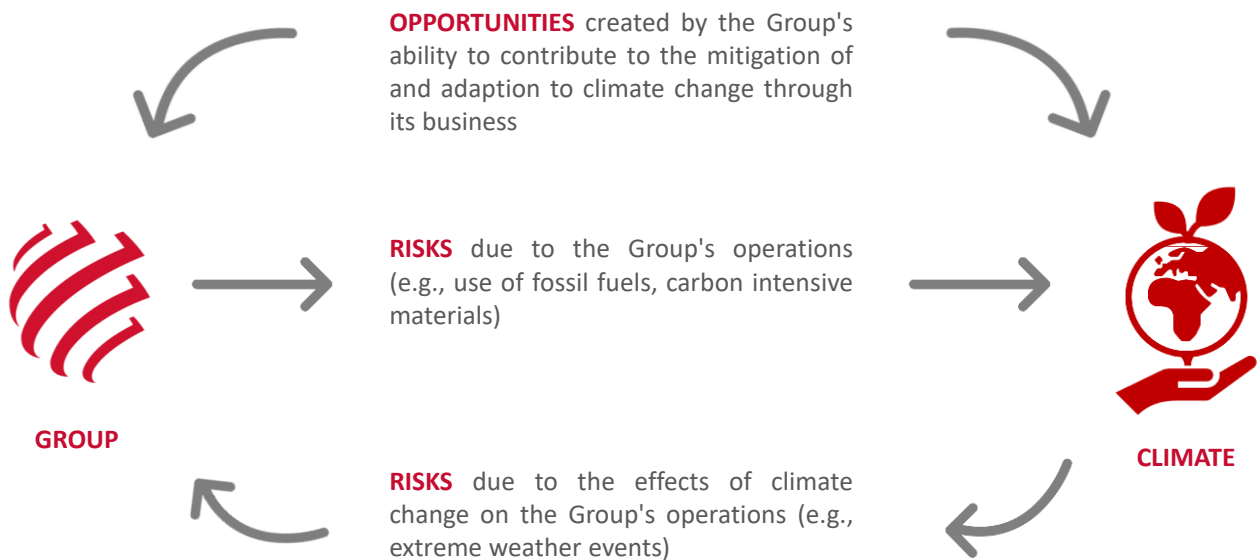 OPPORTUNITIES created by the Group's
ability to contribute to the mitigation of
and adaption to climate change through
its business
RISKS due to the Group's operations
(e.g., use of fossil fuels, carbon intensive
materials)
GROUP
CLIMATE
RISKS due to the effects of climate
change on the Group's operations (e.g.,
extreme weather events)